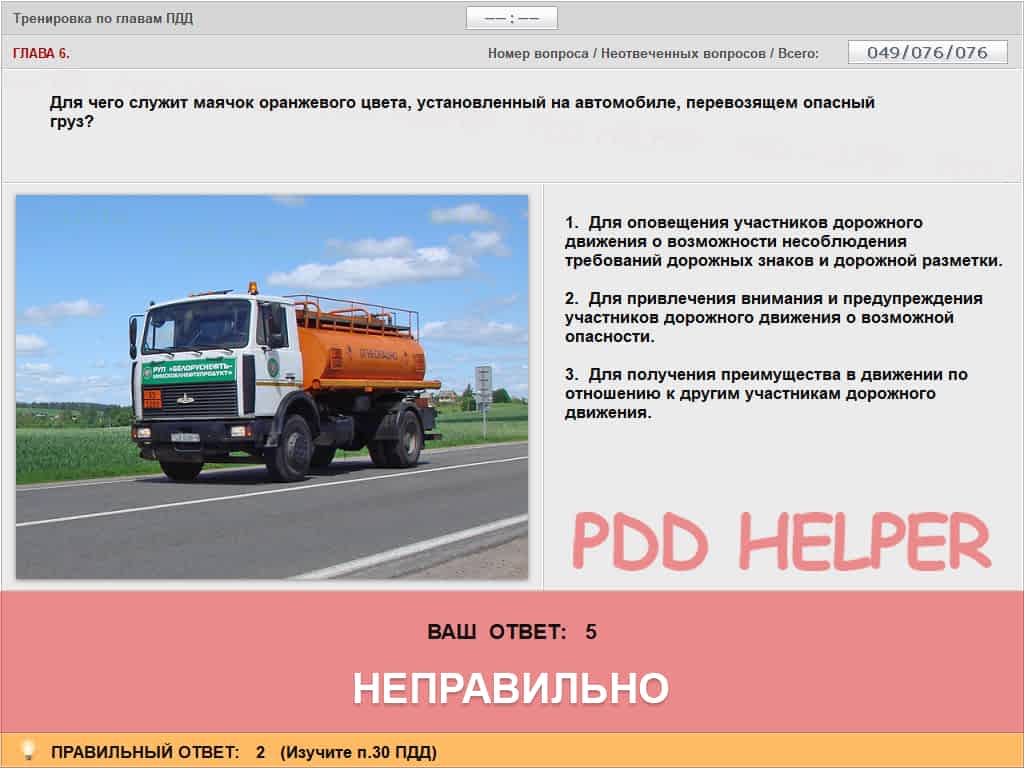 Тренировка по главам ПДД
—— : ——
ГЛАВА 6.
Номер вопроса / Неотвеченных вопросов / Всего:
049/076/076
Для чего служит маячок оранжевого цвета, установленный на автомобиле, перевозящем опасный
груз?
РУП «БЕЛОРУСНЕФТЬ-
ОГНЕОПАСНО
1. Для оповещения участников дорожного
движения о возможности несоблюдения
требований дорожных знаков и дорожной разметки.
2. Для привлечения внимания и предупреждения
участников дорожного движения о возможной
опасности.
3. Для получения преимущества в движении по
отношению к другим участникам дорожного
движения.
PDD HELPER
ВАШ ОТВЕТ: 5
НЕПРАВИЛЬНО
ПРАВИЛЬНЫЙ ОТВЕТ: 2 (Изучите п.30 ПДД)